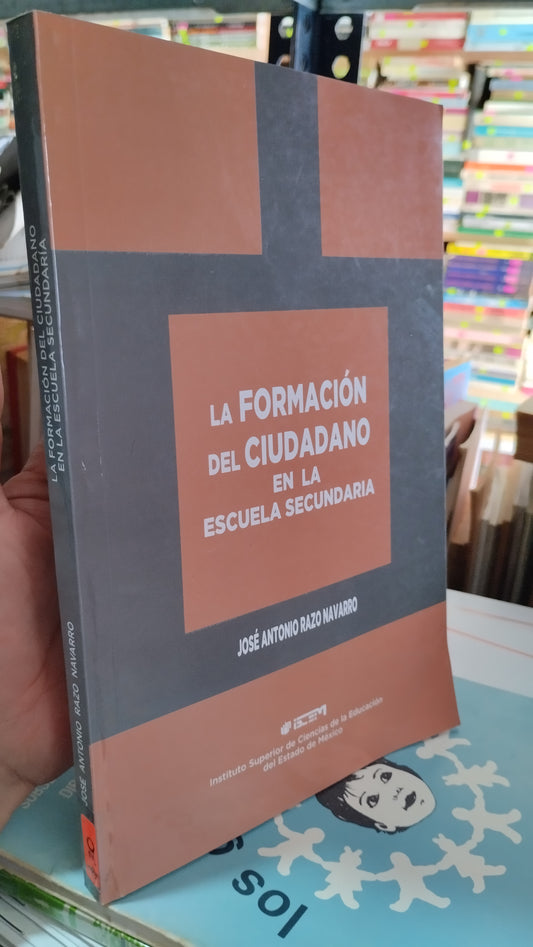 LA FORMACIÓN
DEL CIUDADANO
EN LA
ESCUELA SECUNDARIA
JOSÉ ANTONIO RAZO NAVARRO
ISCEM
Instituto Superior de Ciencias de la Educación
del Estado de México
LA FORMACIÓN DEL CIUDADANO
EN LA ESCUELA SECUNDARIA
JOSÉ ANTONIO RAZO NAVARRO
sol